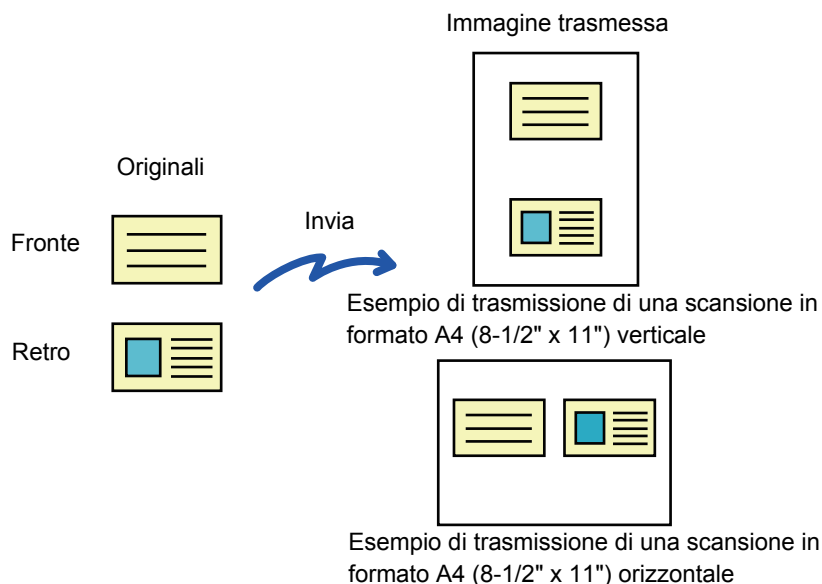 Immagine trasmessa
Originali
Invia
Fronte
Retro
Esempio di trasmissione di una scansione in
formato A4 (8-1/2" x 11") verticale
Esempio di trasmissione di una scansione in
formato A4 (8-1/2" x 11") orizzontale